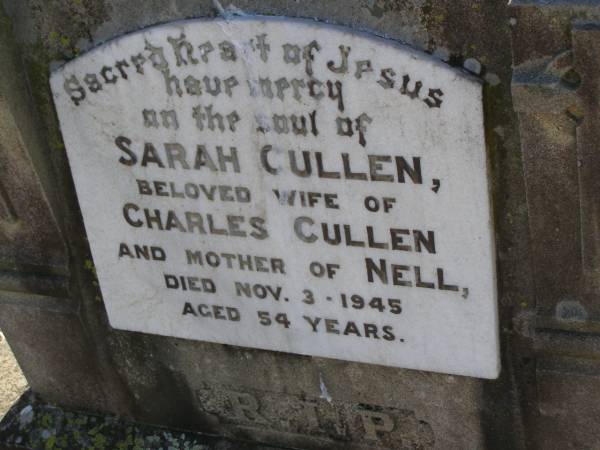 Sacred Heart of Jesus
have mercy
on the soul of
SARAH CULLEN,
BELOVED WIFE OF
CHARLES CULLEN
AND MOTHER OF NELL,
DIED NOV. 3 - 1945
AGED 54 YEARS.
R.I.P.